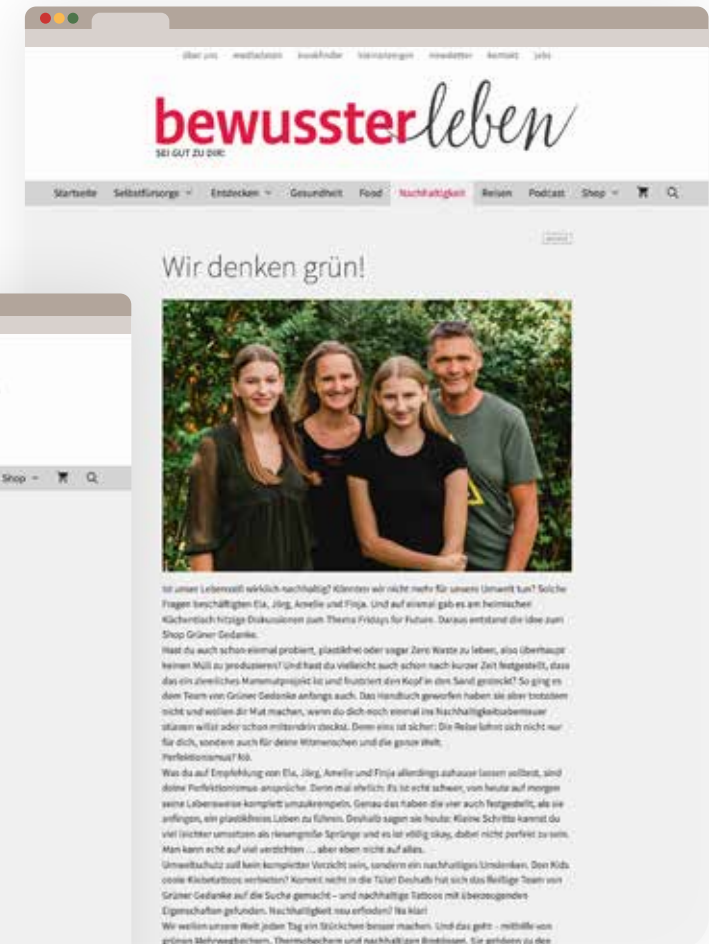 über uns mediadaten kontakt jobs
bewusster leben
SEI GUT ZU DIR!
Startseite Selbstfürsorge Entdecken Gesundheit Food Nachhaltigkeit Reisen Podcast Shop
Wir denken grün!
Shop
Ist unser Lebensstil wirklich nachhaltig? Könnten wir nicht mehr für unsere Umwelt tun? Solche
Fragen beschäftigten Ela, Jörg, Amelie und Finja. Und auf einmal gab es am heimischen
Küchentisch hitzige Diskussionen zum Thema Fridays for Future. Daraus entstand die Idee zum
Shop Grüner Gedanke.
Hast du auch schon einmal probiert, plastikfrei oder sogar Zero Waste zu leben, also überhaupt
keinen Müll zu produzieren? Und hast du vielleicht auch schon nach kurzer Zeit festgestellt, dass
das ein ziemliches Mammutprojekt ist und frustriert den Kopf in den Sand gesteckt? So ging es
dem Team von Grüner Gedanke anfangs auch. Das Handtuch geworfen haben sie aber trotzdem
nicht und wollen dir Mut machen, wenn du dich noch einmal ins Nachhaltigkeitsabenteuer
stürzen willst oder schon mittendrin steckst. Denn eins ist sicher: Die Reise lohnt sich nicht nur
für dich, sondern auch für deine Mitmenschen und die ganze Welt.
Perfektionismus? Nö.
Was du auf Empfehlung von Ela, Jörg, Amelie und Finja allerdings zuhause lassen solltest, sind
deine Perfektionismus-ansprüche. Denn mal ehrlich: Es ist echt schwer, von heute auf morgen
seine Lebensweise komplett umzukrempeln. Genau das haben die vier auch festgestellt, als sie
anfingen, ein plastikfreies Leben zu führen. Deshalb sagen sie heute: Kleine Schritte kannst du
viel leichter umsetzen als riesengroße Sprünge und es ist völlig okay, dabei nicht perfekt zu sein.
Man kann echt auf viel verzichten … aber eben nicht auf alles.
Umweltschutz soll kein kompletter Verzicht sein, sondern ein nachhaltiges Umdenken. Den Kids
coole Klebetattoos verbieten? Kommt nicht in die Tüte! Deshalb hat sich das fleißige Team von
Grüner Gedanke auf die Suche gemacht – und nachhaltige Tattoos mit überzeugenden
Eigenschaften gefunden. Nachhaltigkeit neu erfinden? Na klar!
Wir wollen unsere Welt jeden Tag ein Stückchen besser machen. Und das geht – mithilfe von
grünen Mehrwegbechern, Thermobechern und nachhaltigen Brotdosen. Sie gehören zu den